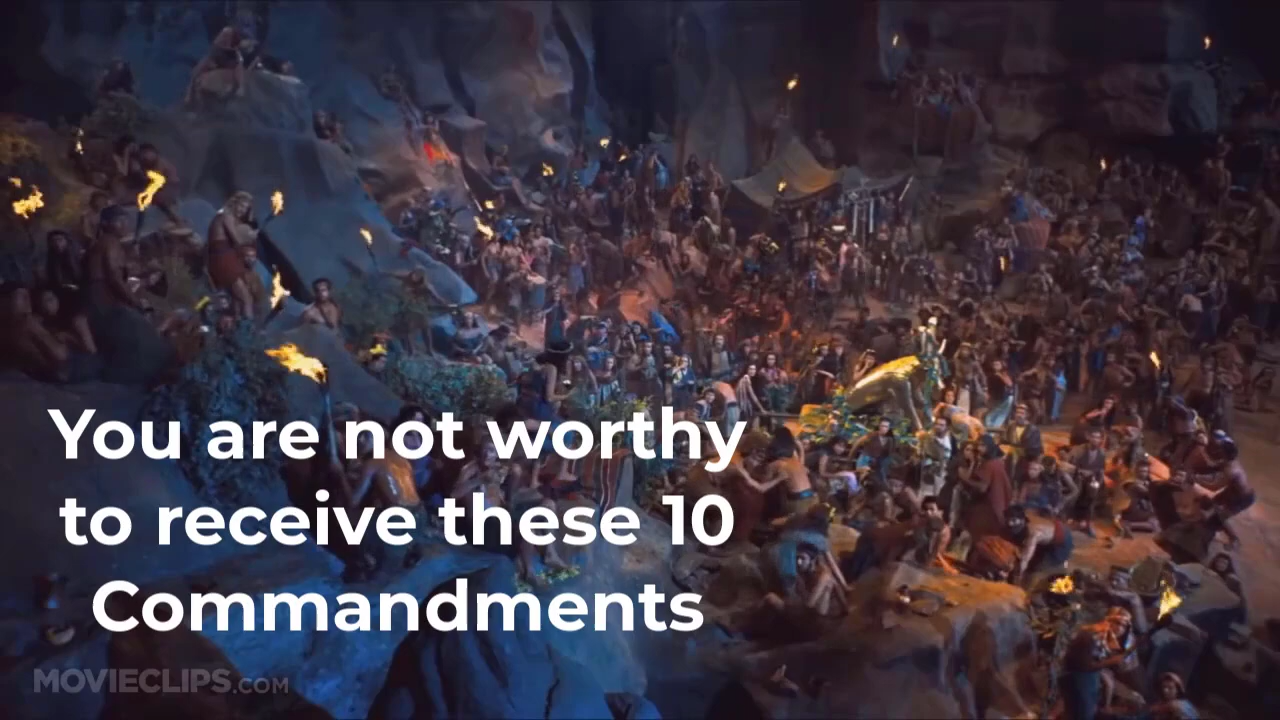 You are not worthy
to receive these 10
Commandments
MOVIECLIPS.COM